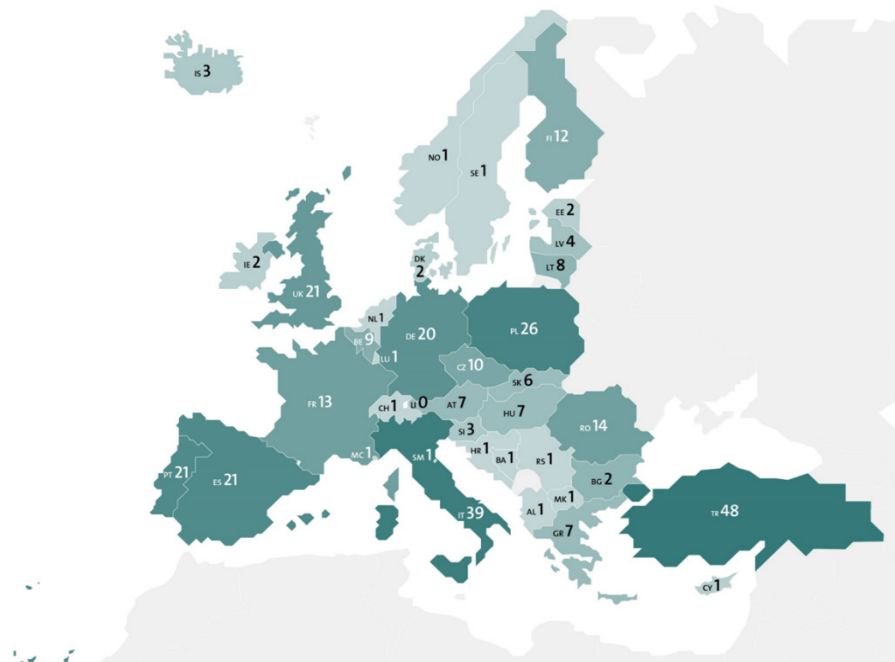 IS 3
FI 12
NO 1
SE 1
EE 2
LV 4
LT 8
DK
2
IE 2
UK 21
NL 1
BE 9
LU 1
DE 20
PL 26
CZ 10
SK 6
FR 13
CH 1
LI 0
AT 7
HU 7
SI 3
HR 1
BA 1
RS 1
RO 14
MC 1
SM 1
BG 2
PT 21
ES 21
IT 39
AL 1
MK 1
GR 7
TR 48
CY 1